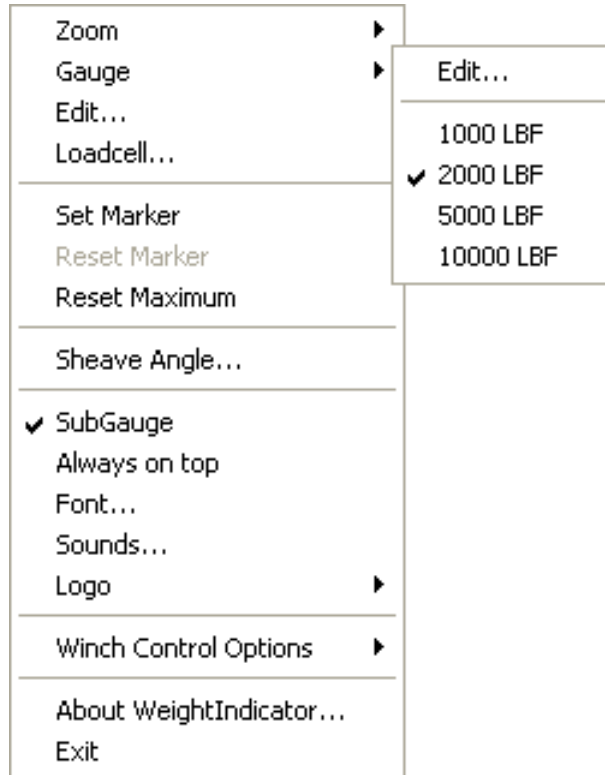 Zoom
Gauge
Edit...
Loadcell...
Set Marker
Reset Marker
Reset Maximum
Sheave Angle...
SubGauge
Always on top
Font...
Sounds...
Logo
Winch Control Options
About WeightIndicator...
Exit
Edit...
1000 LBF
2000 LBF
5000 LBF
10000 LBF